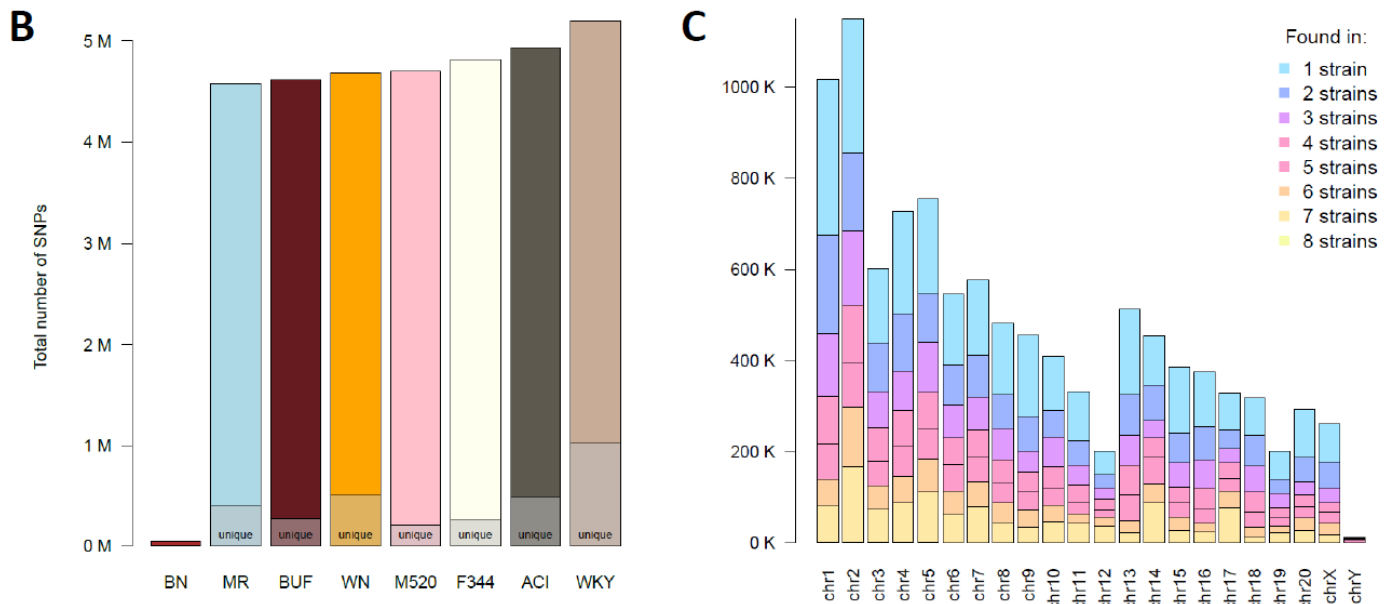 B
Total number of SNPs
5 M
4 M
3 M
2 M
1 M
0 M
unique unique unique unique unique unique unique
BN MR BUF WN M520 F344 ACI WKY
C
1000 K
800 K
600 K
400 K
200 K
0 K
Found in:
1 strain
2 strains
3 strains
4 strains
5 strains
6 strains
7 strains
8 strains
chr1 chr2 chr3 chr4 chr5 chr6 chr7 chr8 chr9 chr10 chr11 chr12 chr13 chr14 chr15 chr16 chr17 chr18 chr19 chr20 chrX chrY